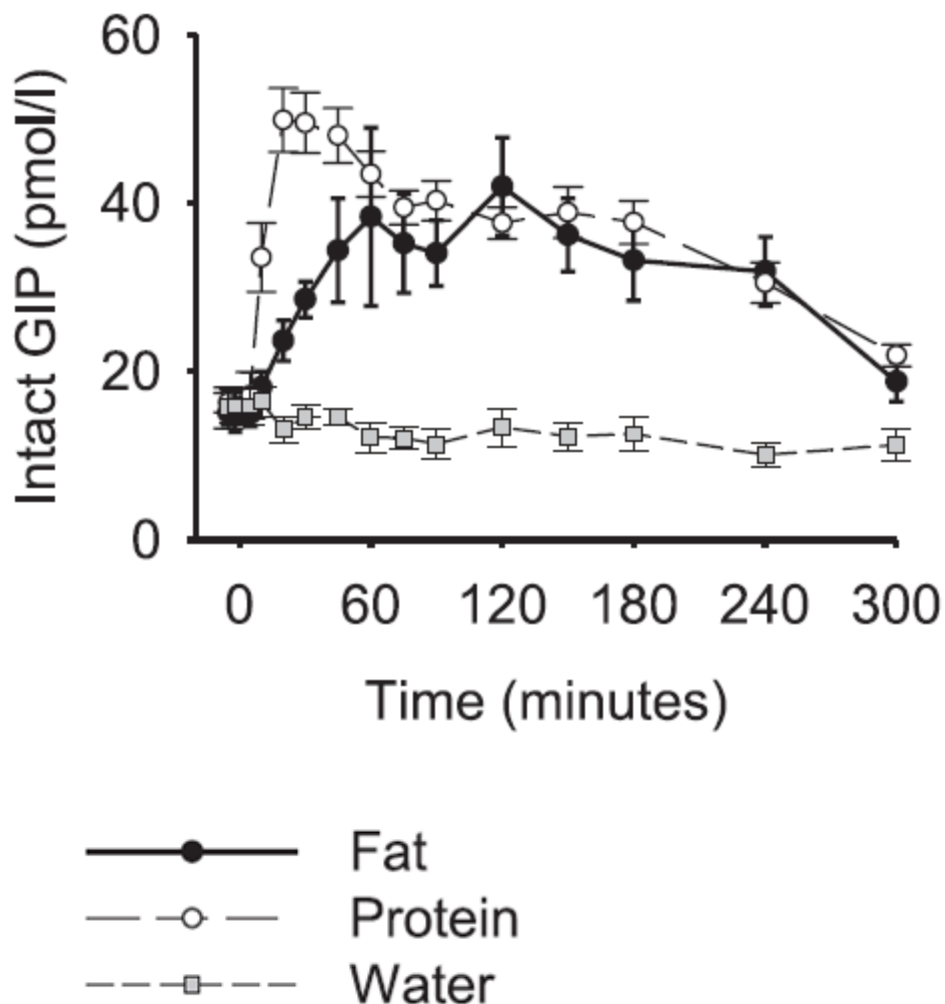 Intact GIP (pmol/l)
60
40
20
0
0 60 120 180 240 300
Time (minutes)
Fat
Protein
Water